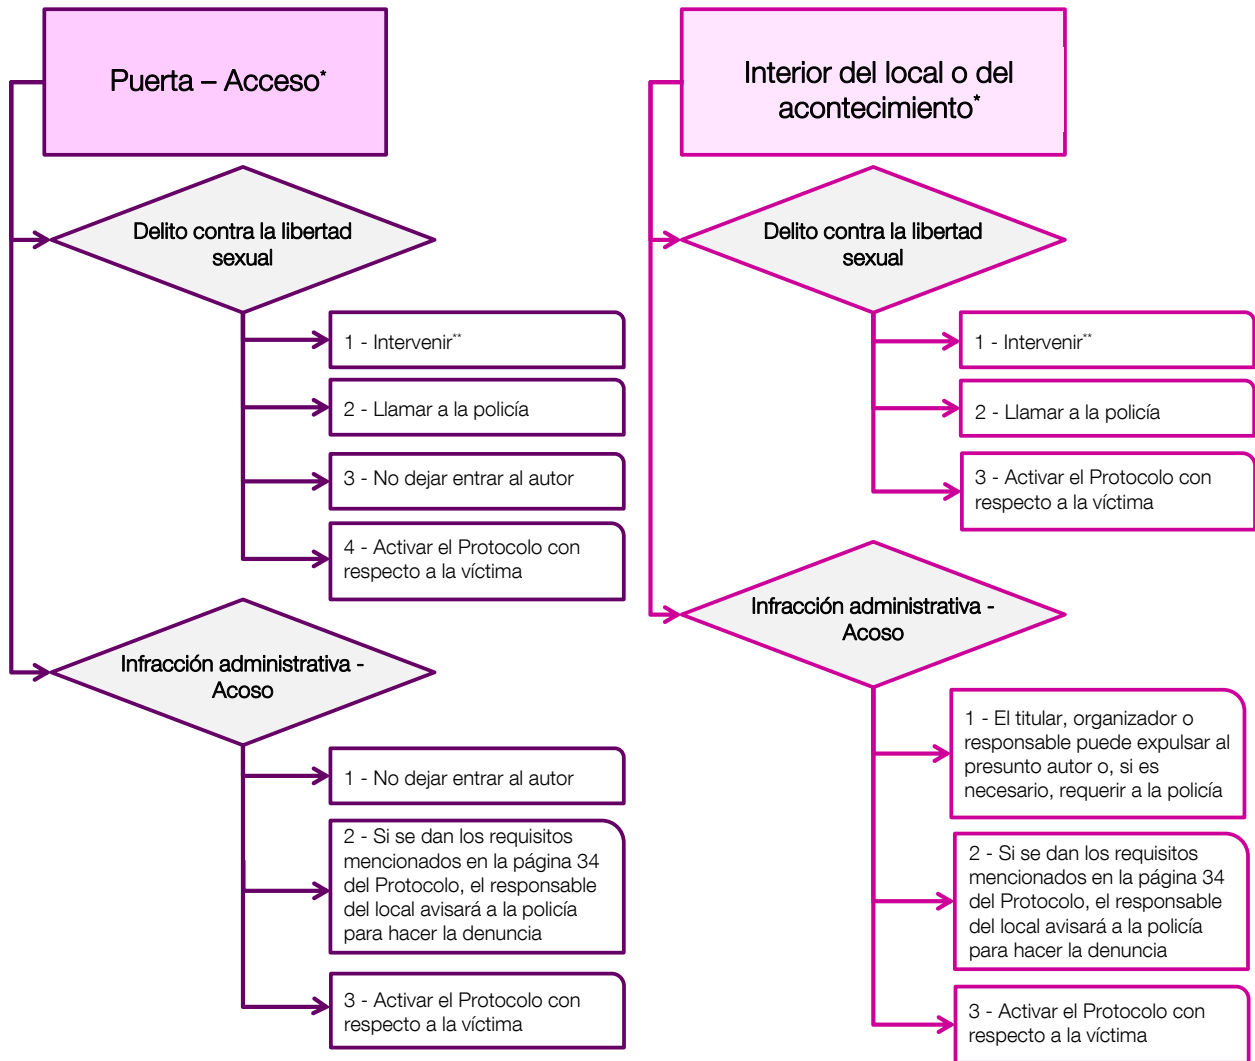 Puerta – Acceso*
Delito contra la libertad
sexual
1 - Intervenir**
2 - Llamar a la policía
3 - No dejar entrar al autor
4 - Activar el Protocolo con
respecto a la víctima
Infracción administrativa -
Acoso
1 - No dejar entrar al autor
2 - Si se dan los requisitos
mencionados en la página 34
del Protocolo, el responsable
del local avisará a la policía
para hacer la denuncia
3 - Activar el Protocolo con
respecto a la víctima
Interior del local o del
acontecimiento*
Delito contra la libertad
sexual
1 - Intervenir**
2 - Llamar a la policía
3 - Activar el Protocolo con
respecto a la víctima
Infracción administrativa -
Acoso
1 - El titular, organizador o
responsable puede expulsar al
presunto autor o, si es
necesario, requerir a la policía
2 - Si se dan los requisitos
mencionados en la página 34
del Protocolo, el responsable
del local avisará a la policía
para hacer la denuncia
3 - Activar el Protocolo con
respecto a la víctima